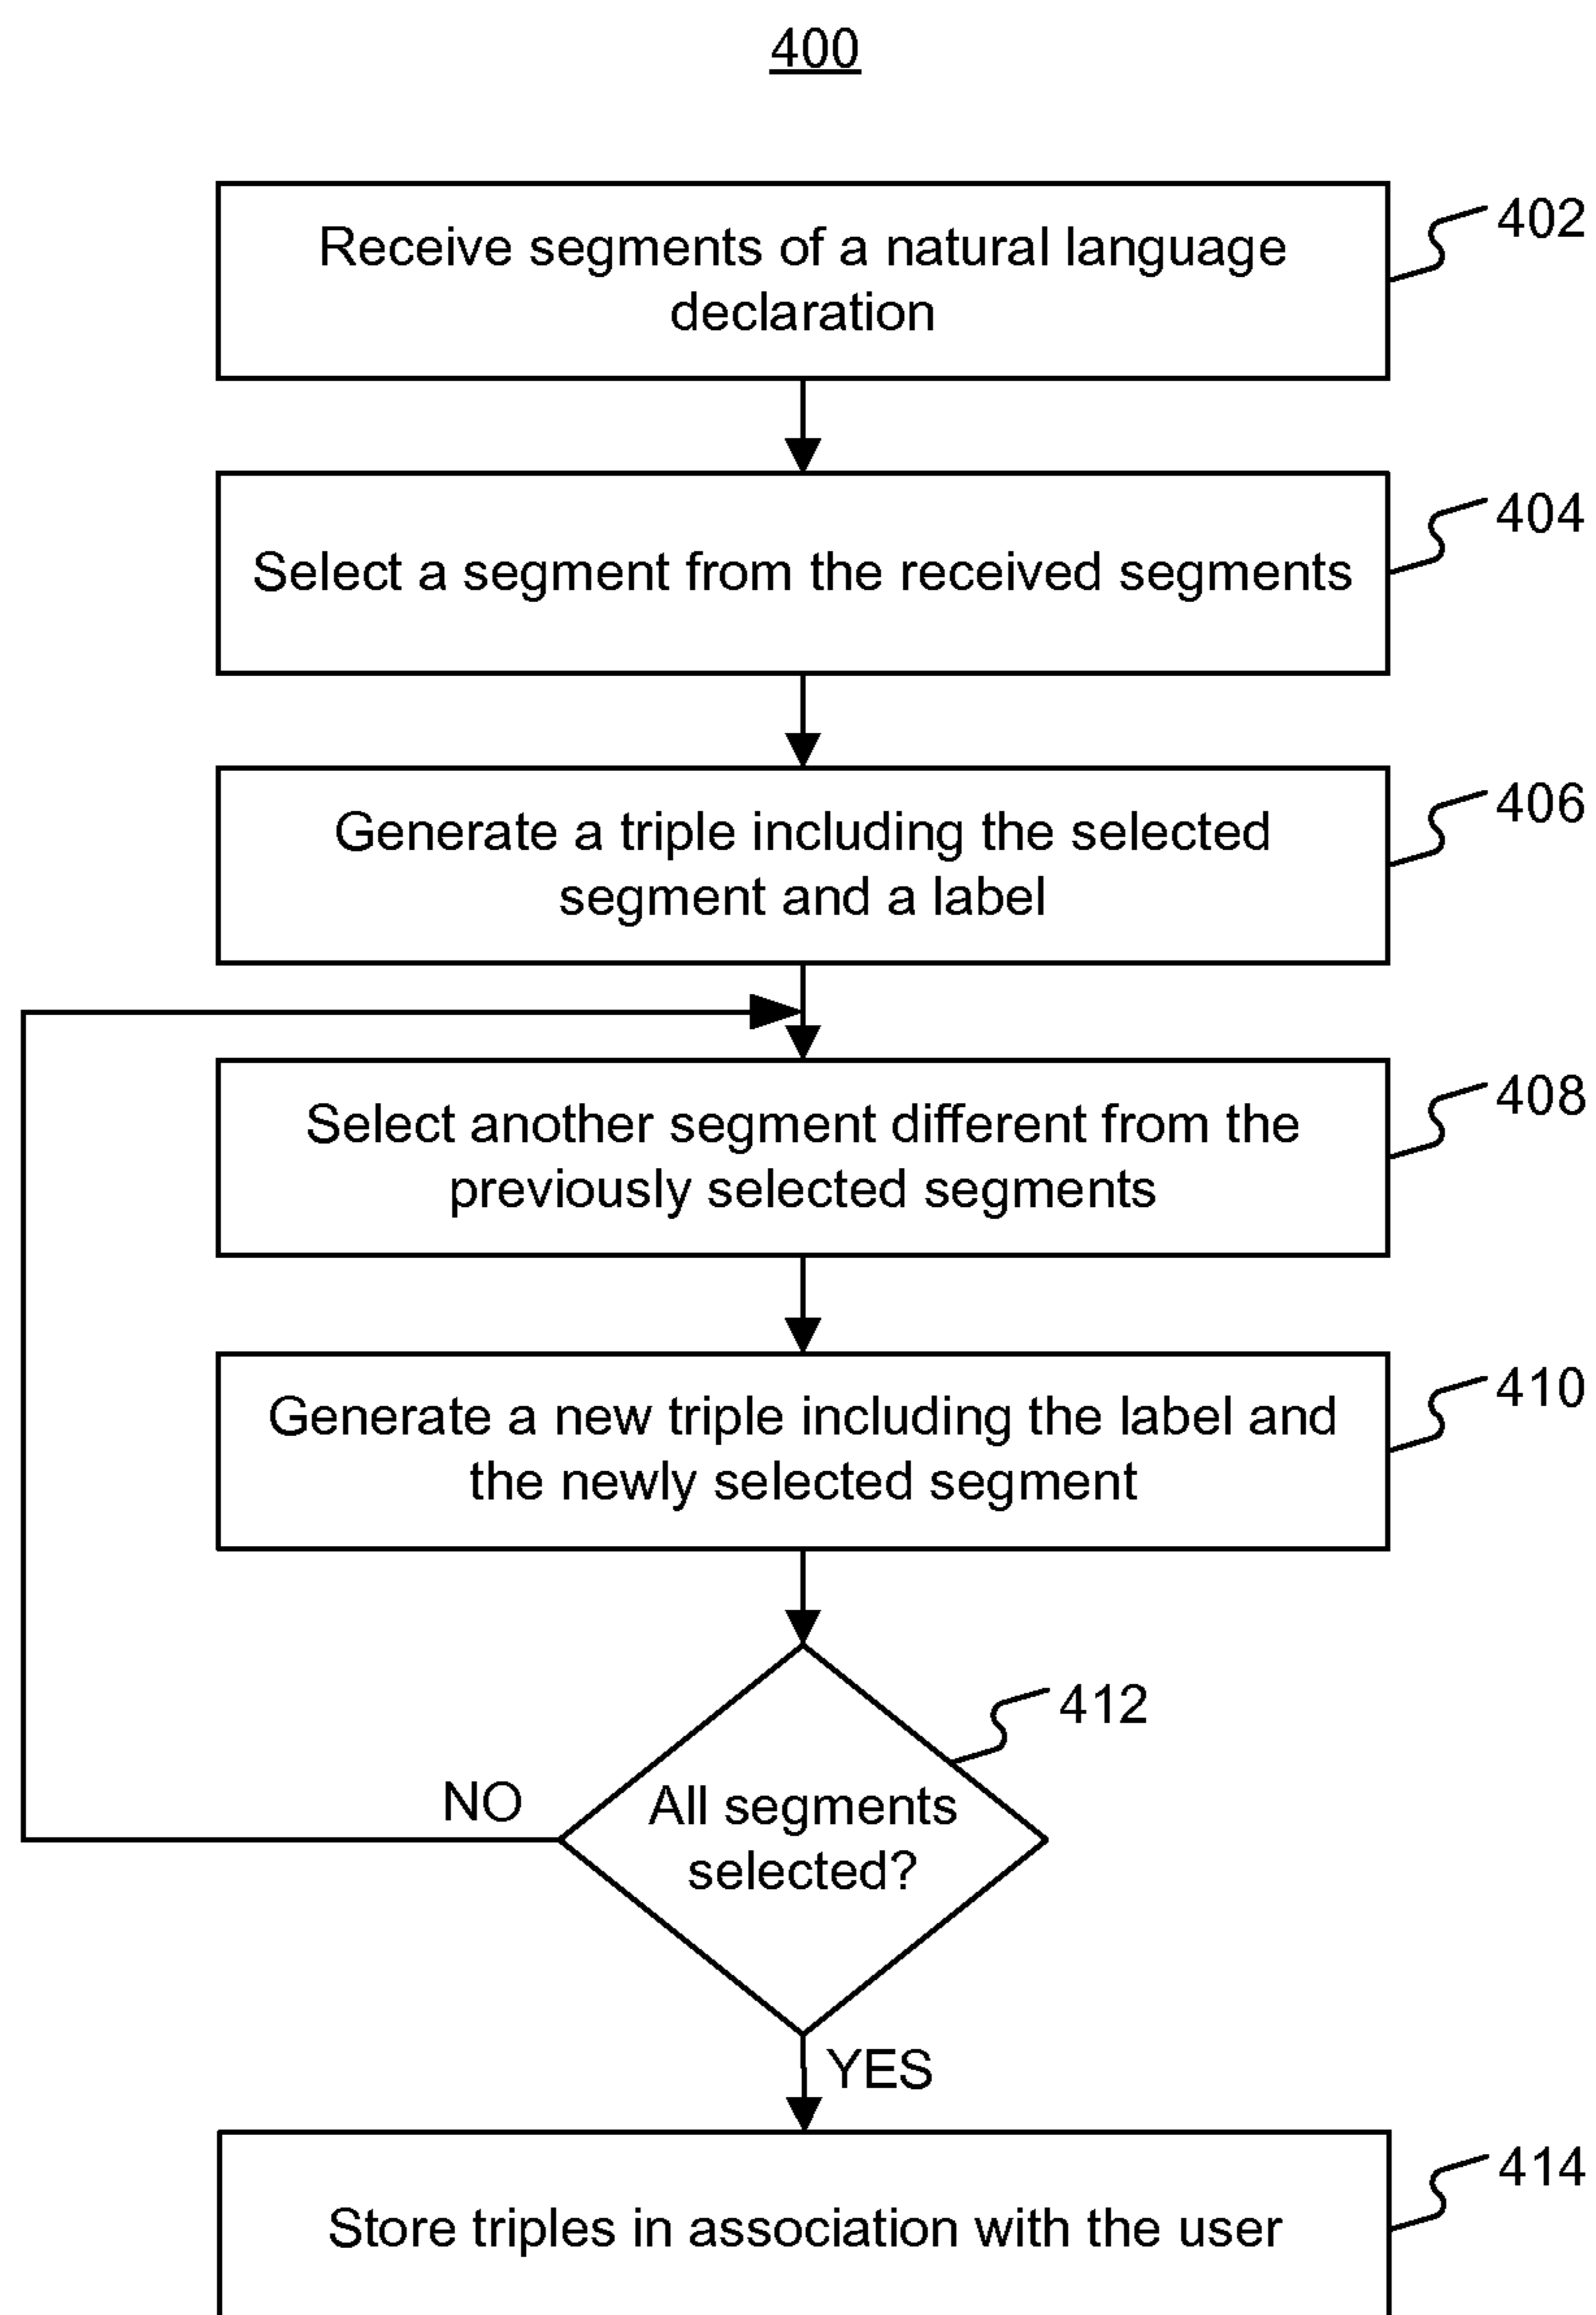 400
Receive segments of a natural language
declaration
402
Select a segment from the received segments
404
Generate a triple including the selected
segment and a label
406
Select another segment different from the
previously selected segments
408
Generate a new triple including the label and
the newly selected segment
410
All segments
selected?
412
NO
YES
Store triples in association with the user
414